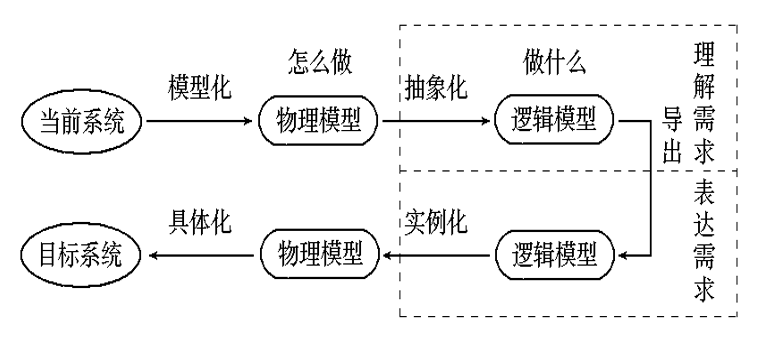 怎么做
做什么
模型化
抽象化
当前系统
物理模型
逻辑模型
导出
理解需求
具体化
实例化
目标系统
物理模型
逻辑模型
表达需求